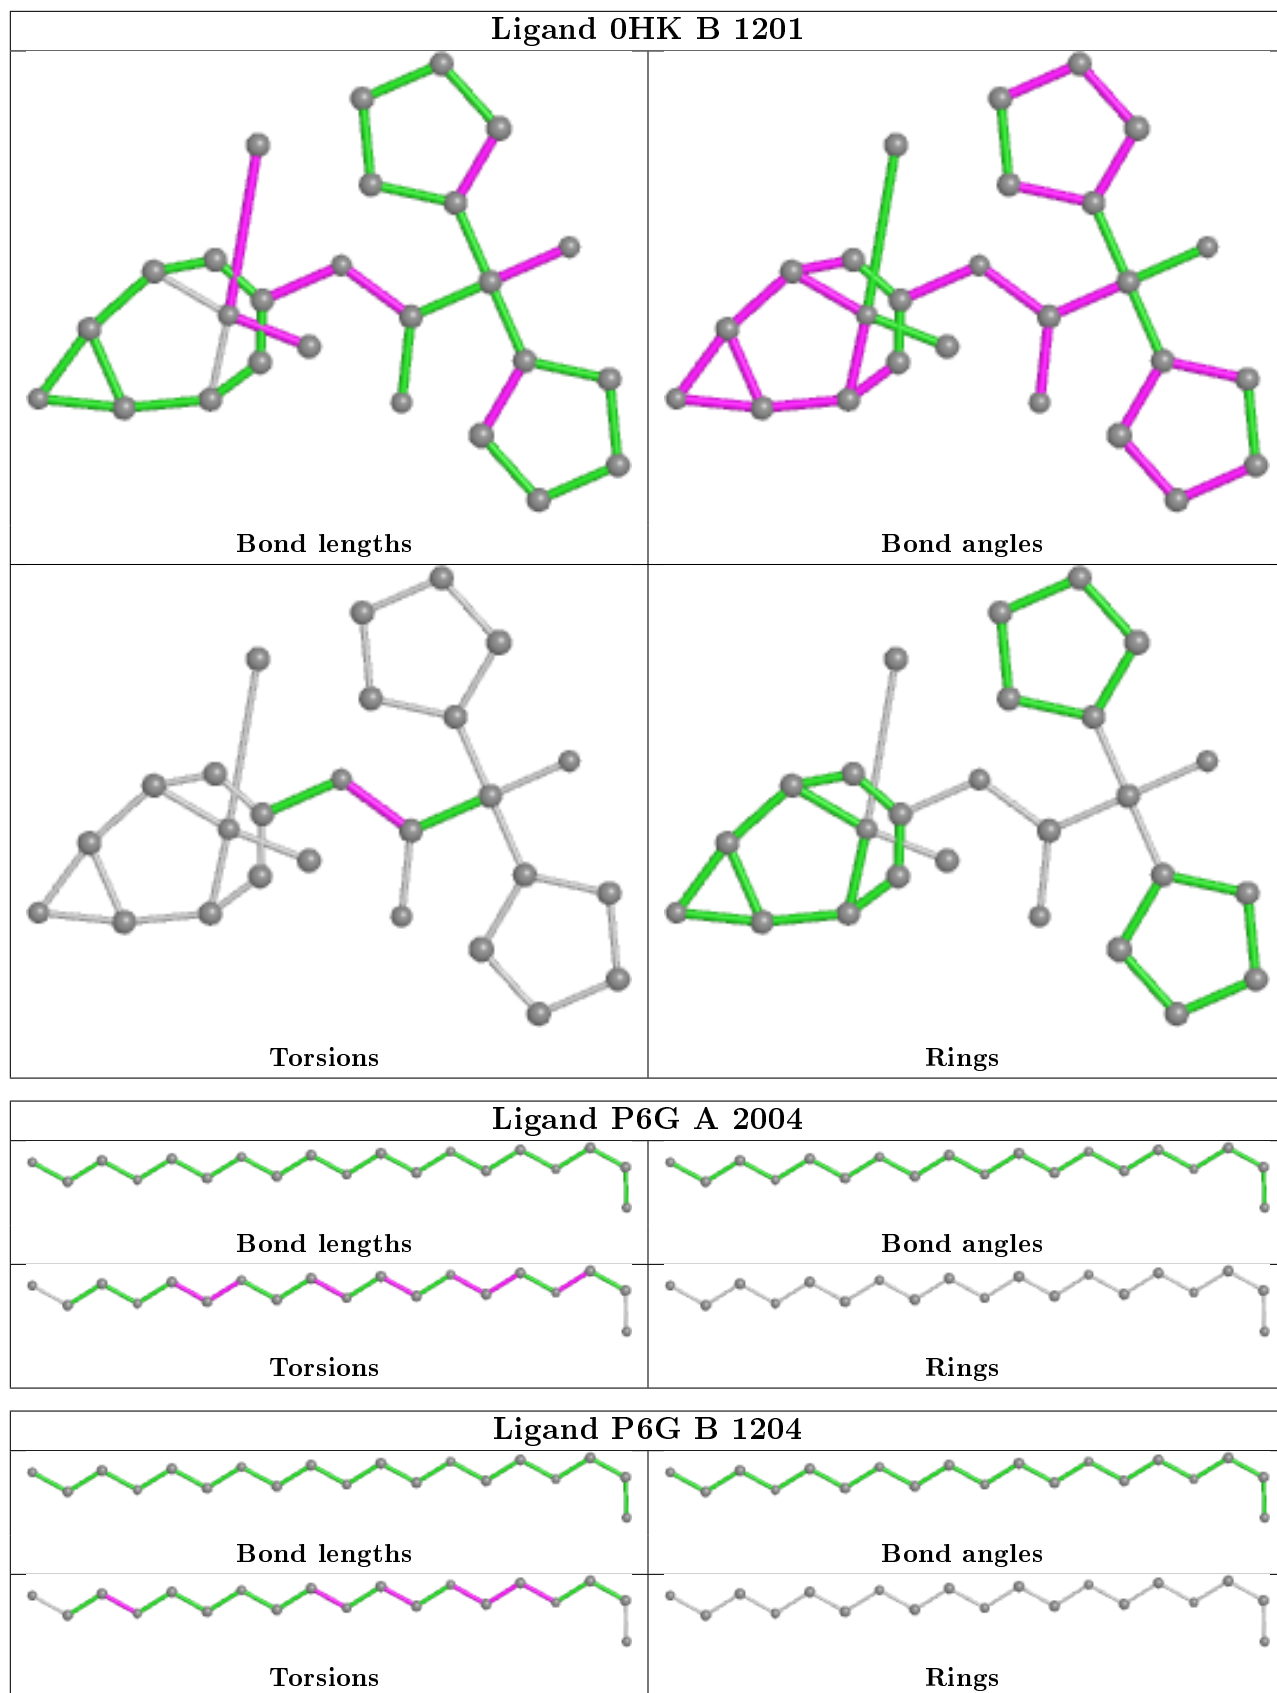 Ligand 0HK B 1201
Bond lengths
Bond angles
Torsions
Rings
Ligand P6G A 2004
Bond lengths
Bond angles
Torsions
Rings
Ligand P6G B 1204
Bond lengths
Bond angles
Torsions
Rings